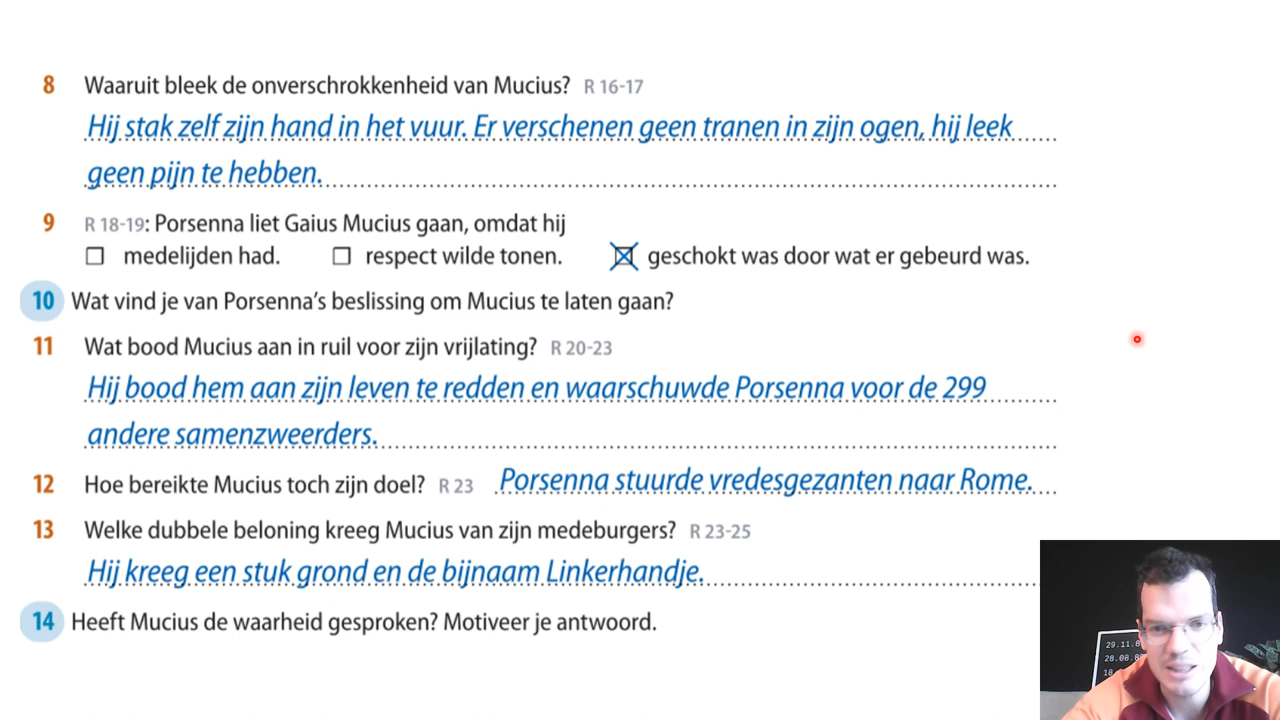 8 Waaruit bleek de onverschrokkenheid van Mucius? R 16-17
Hij stak zelf zijn hand in het vuur. Er verschenen geen tranen in zijn ogen, hij leek
geen pijn te hebben.
9 R 18-19: Porsenna liet Gaius Mucius gaan, omdat hij
☐ medelijden had. ☐ respect wilde tonen. ☒ geschokt was door wat er gebeurd was.
10 Wat vind je van Porsenna's beslissing om Mucius te laten gaan?
11 Wat bood Mucius aan in ruil voor zijn vrijlating? R 20-23
Hij bood hem aan zijn leven te redden en waarschuwde Porsenna voor de 299
andere samenzweerders.
12 Hoe bereikte Mucius toch zijn doel? R 23 Porsenna stuurde vredesgezanten naar Rome.
13 Welke dubbele beloning kreeg Mucius van zijn medeburgers? R 23-25
Hij kreeg een stuk grond en de bijnaam Linkerhandje.
14 Heeft Mucius de waarheid gesproken? Motiveer je antwoord.
29.11.8
28.08.8
18